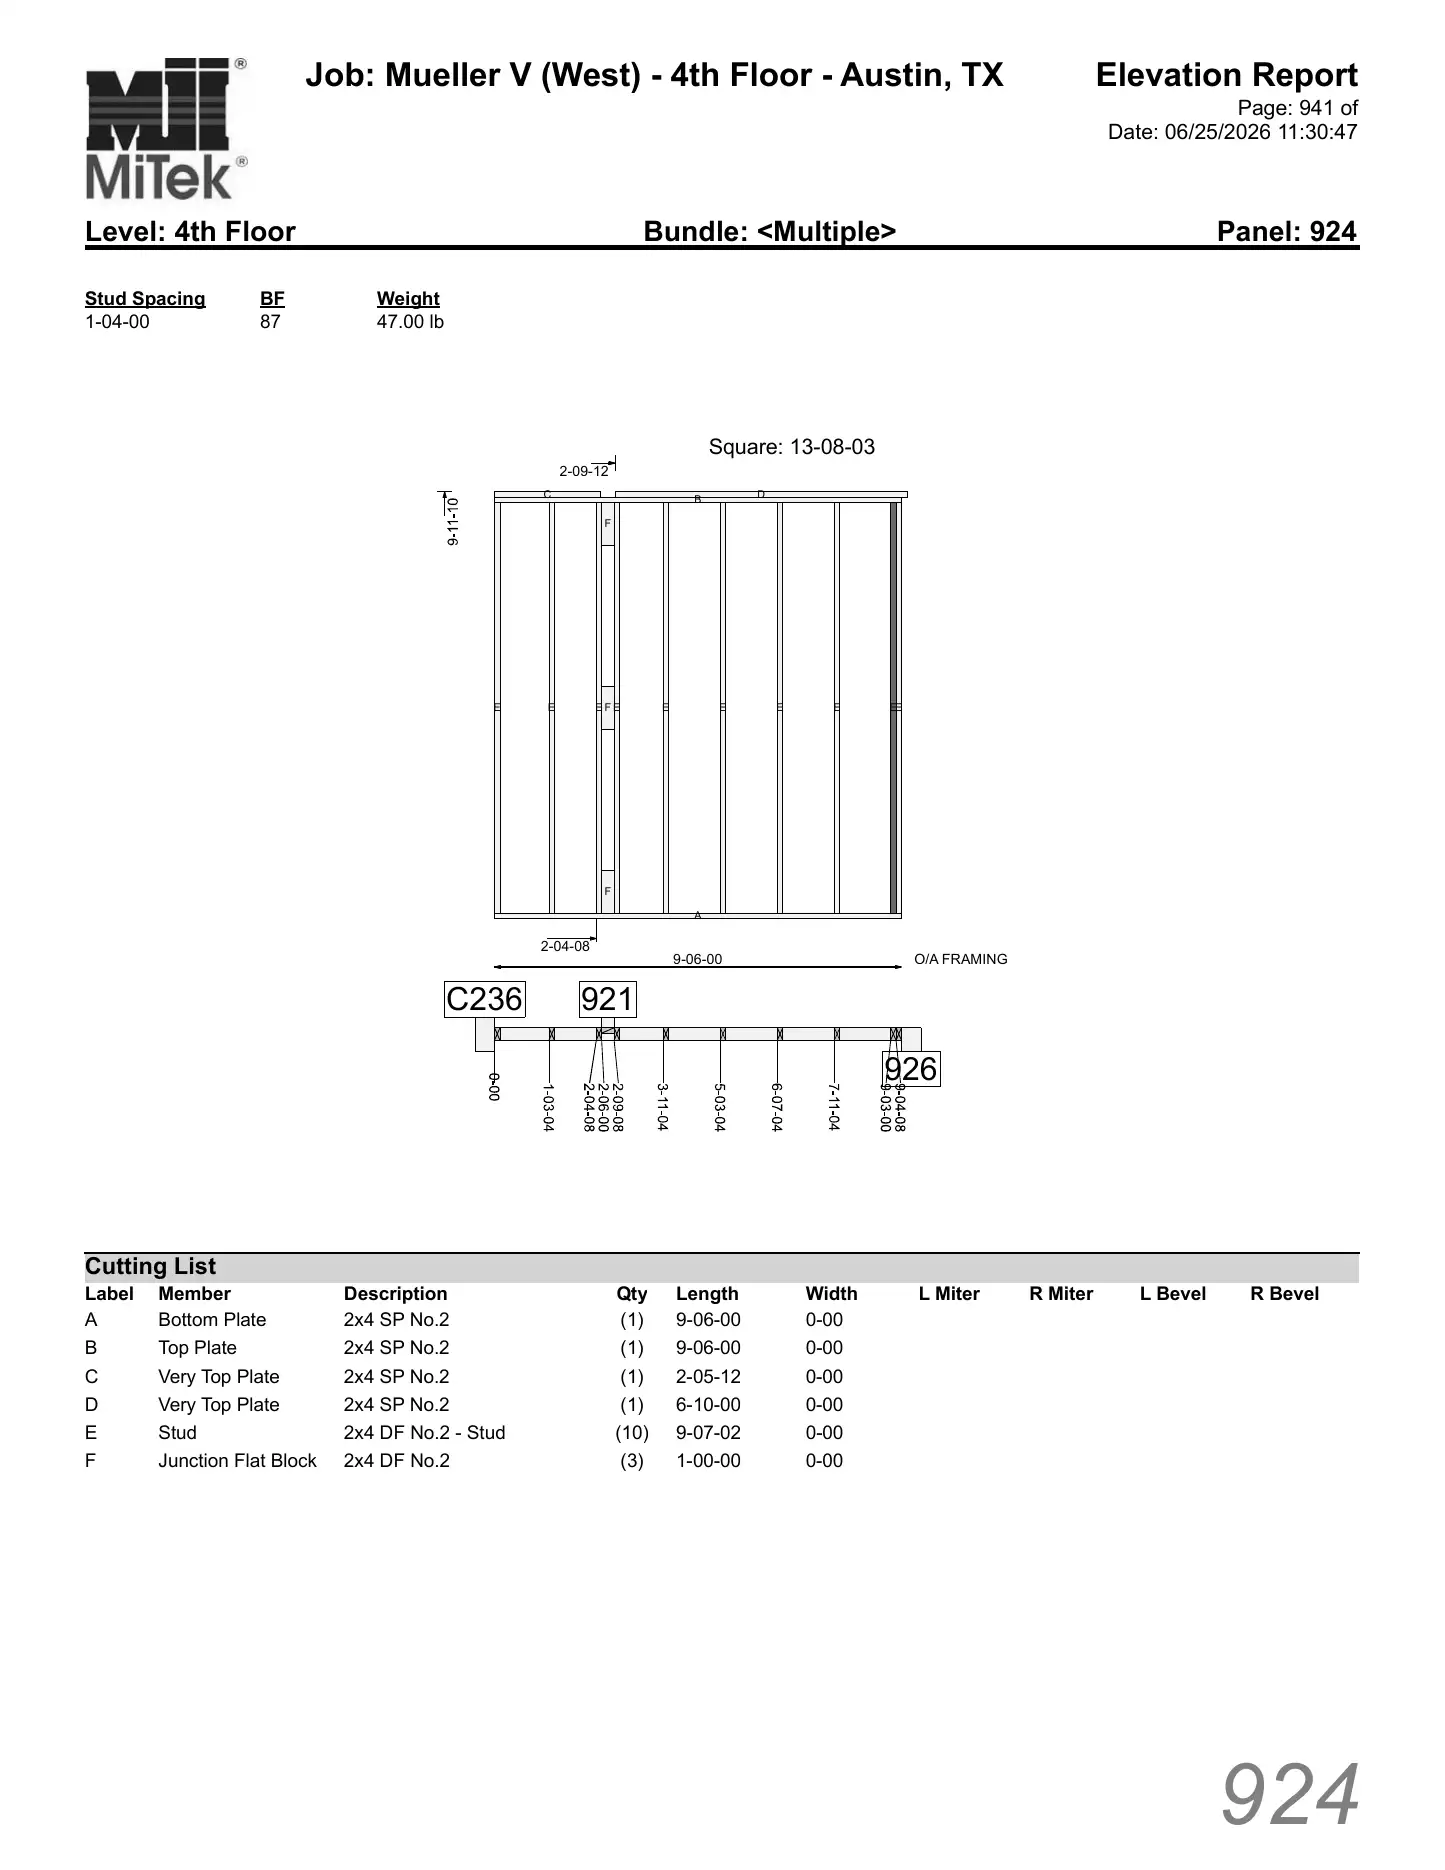 MiTek®
Job: Mueller V (West) - 4th Floor - Austin, TX
Elevation Report
Page: 941 of
Date: 06/25/2026 11:30:47
Level: 4th Floor Bundle: <Multiple> Panel: 924
Stud Spacing BF Weight
1-04-00 87 47.00 lb
Square: 13-08-03
2-09-12
9-11-10
C B D
F
E E E F E E E E E E E
F
A
2-04-08
9-06-00 O/A FRAMING
C236 921
926
0-00 1-03-04 2-04-08 2-06-00 2-09-08 3-11-04 5-03-04 6-07-04 7-11-04 9-03-00 9-04-08
Cutting List
Label Member Description Qty Length Width L Miter R Miter L Bevel R Bevel
A Bottom Plate 2x4 SP No.2 (1) 9-06-00 0-00
B Top Plate 2x4 SP No.2 (1) 9-06-00 0-00
C Very Top Plate 2x4 SP No.2 (1) 2-05-12 0-00
D Very Top Plate 2x4 SP No.2 (1) 6-10-00 0-00
E Stud 2x4 DF No.2 - Stud (10) 9-07-02 0-00
F Junction Flat Block 2x4 DF No.2 (3) 1-00-00 0-00
924